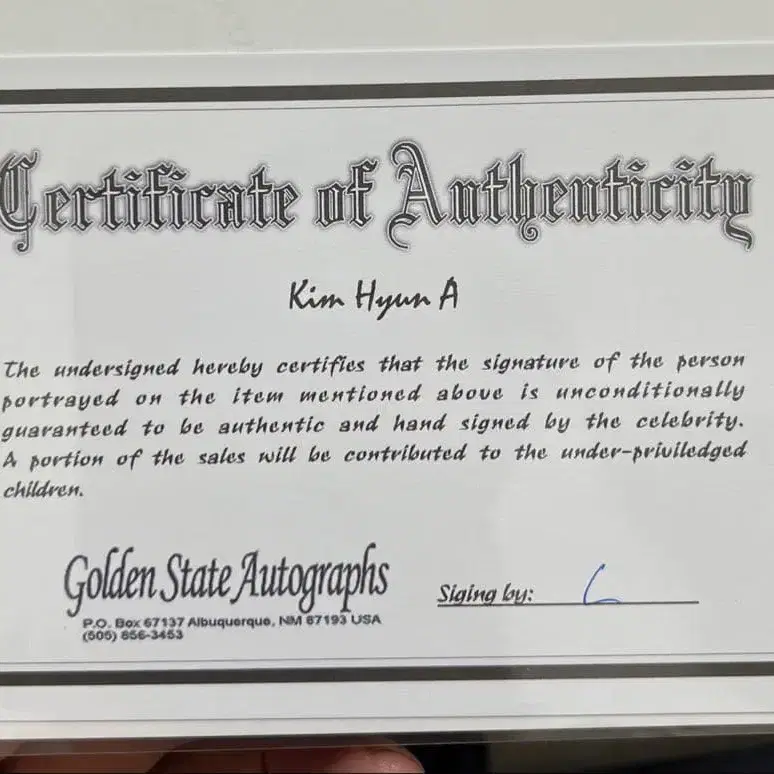 Certificate of Authenticity
Kim Hyun A
The undersigned hereby certifies that the signature of the person
portrayed on the item mentioned above is unconditionally
guaranteed to be authentic and hand signed by the celebrity.
A portion of the sales will be contributed to the under-priviledged
children.
Golden State Autographs
P.O. Box 67137 Albuquerque, NM 87193 USA
(505) 856-3453
Siging by: